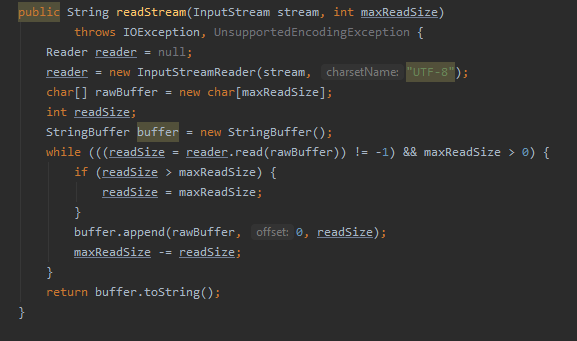 public String readStream(InputStream stream, int maxReadSize)
        throws IOException, UnsupportedEncodingException {
    Reader reader = null;
    reader = new InputStreamReader(stream, charsetName: "UTF-8");
    char[] rawBuffer = new char[maxReadSize];
    int readSize;
    StringBuffer buffer = new StringBuffer();
    while (((readSize = reader.read(rawBuffer)) != -1) && maxReadSize > 0) {
        if (readSize > maxReadSize) {
            readSize = maxReadSize;
        }
        buffer.append(rawBuffer, offset: 0, readSize);
        maxReadSize -= readSize;
    }
    return buffer.toString();
}